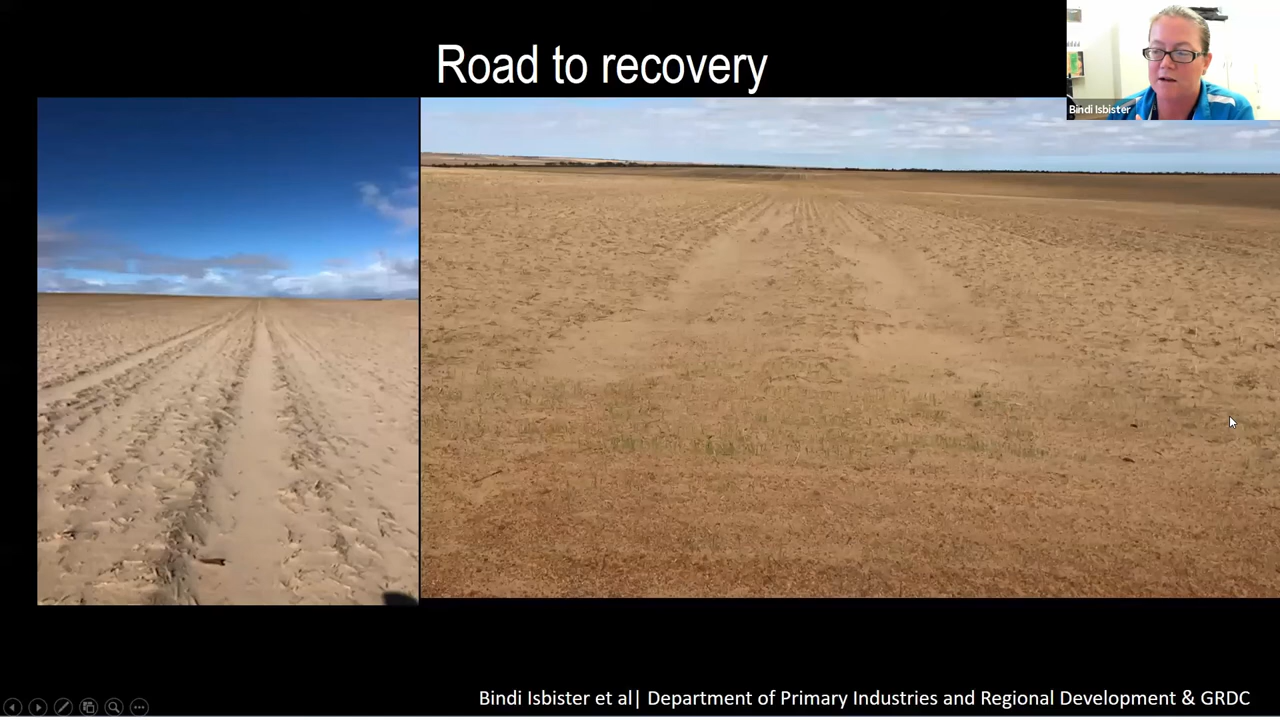 Road to recovery
Bindi Isbister
Bindi Isbister et al| Department of Primary Industries and Regional Development & GRDC